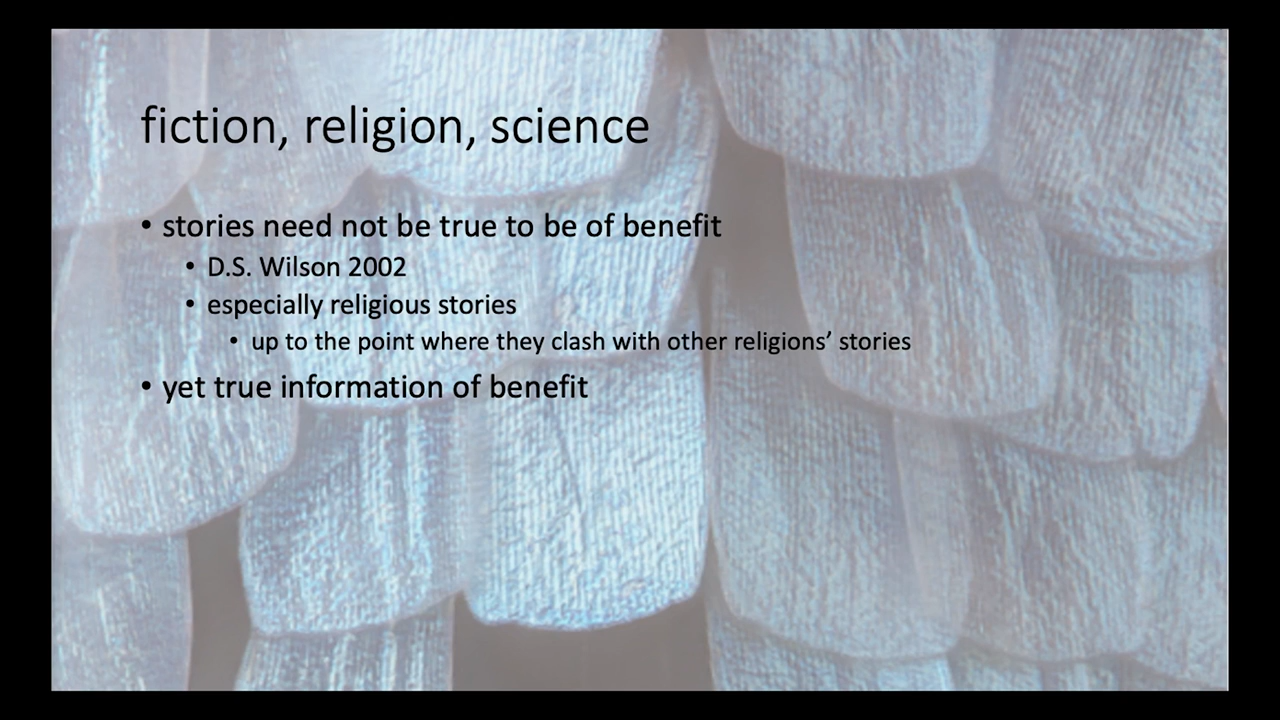 fiction, religion, science
• stories need not be true to be of benefit
• D.S. Wilson 2002
• especially religious stories
• up to the point where they clash with other religions’ stories
• yet true information of benefit